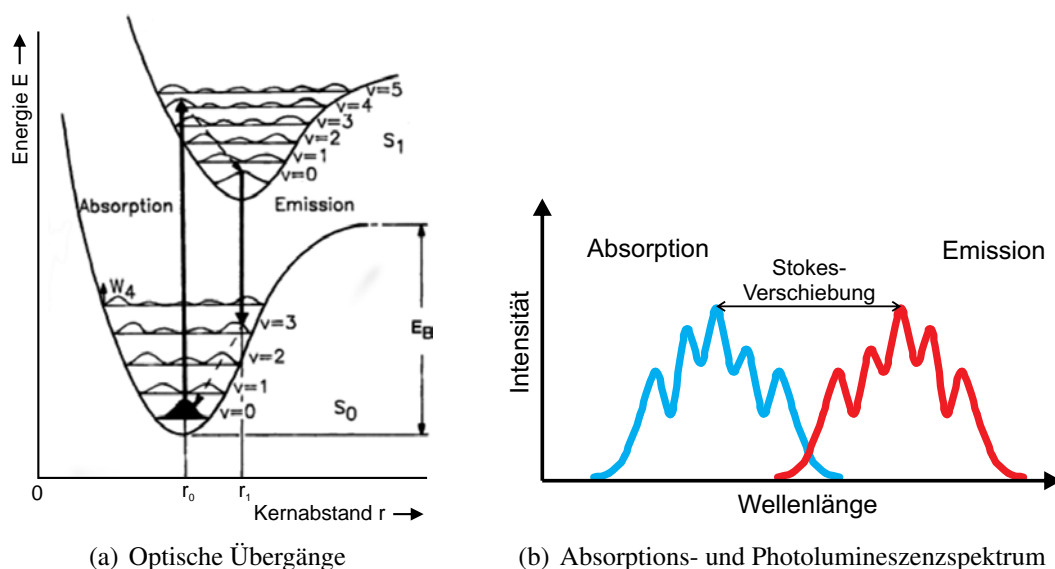 Energie E
v=5
v=4
v=3
v=2
v=1
v=0
S1
Absorption
Emission
W4
v=3
v=2
v=1
v=0
S0
EB
0
r0
r1
Kernabstand r
(a) Optische Übergänge
Intensität
Absorption
Emission
Stokes-
Verschiebung
Wellenlänge
(b) Absorptions- und Photolumineszenzspektrum